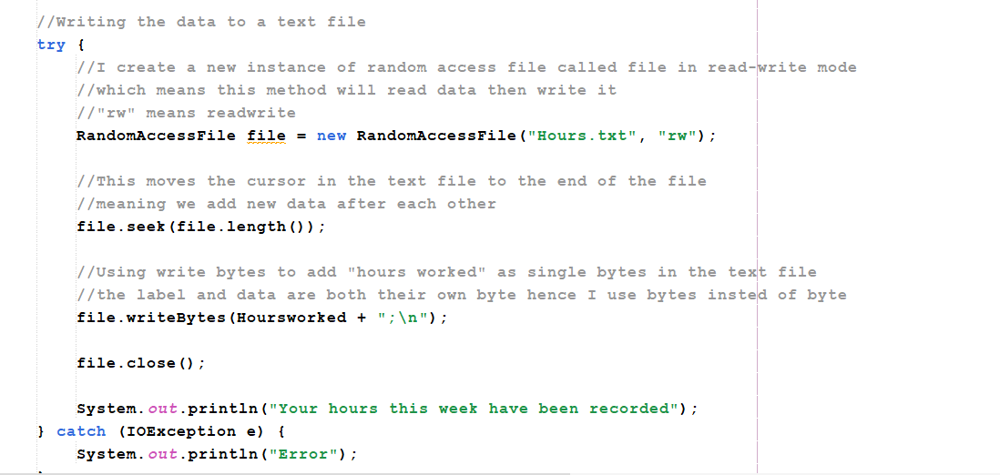 //Writing the data to a text file
try {
//I create a new instance of random access file called file in read-write mode
//which means this method will read data then write it
//"rw" means readwrite
RandomAccessFile file = new RandomAccessFile("Hours.txt", "rw");
//This moves the cursor in the text file to the end of the file
//meaning we add new data after each other
file.seek(file.length());
//Using write bytes to add "hours worked" as single bytes in the text file
//the label and data are both their own byte hence I use bytes insted of byte
file.writeBytes(Hoursworked + ";\n");
file.close();
System.out.println("Your hours this week have been recorded");
} catch (IOException e) {
System.out.println("Error");